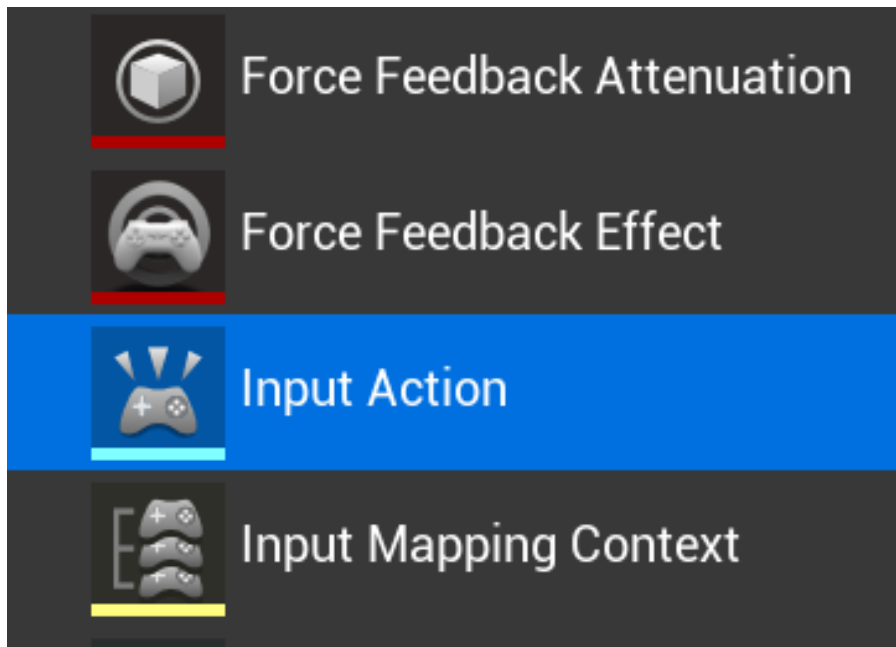 Force Feedback Attenuation
Force Feedback Effect
Input Action
Input Mapping Context